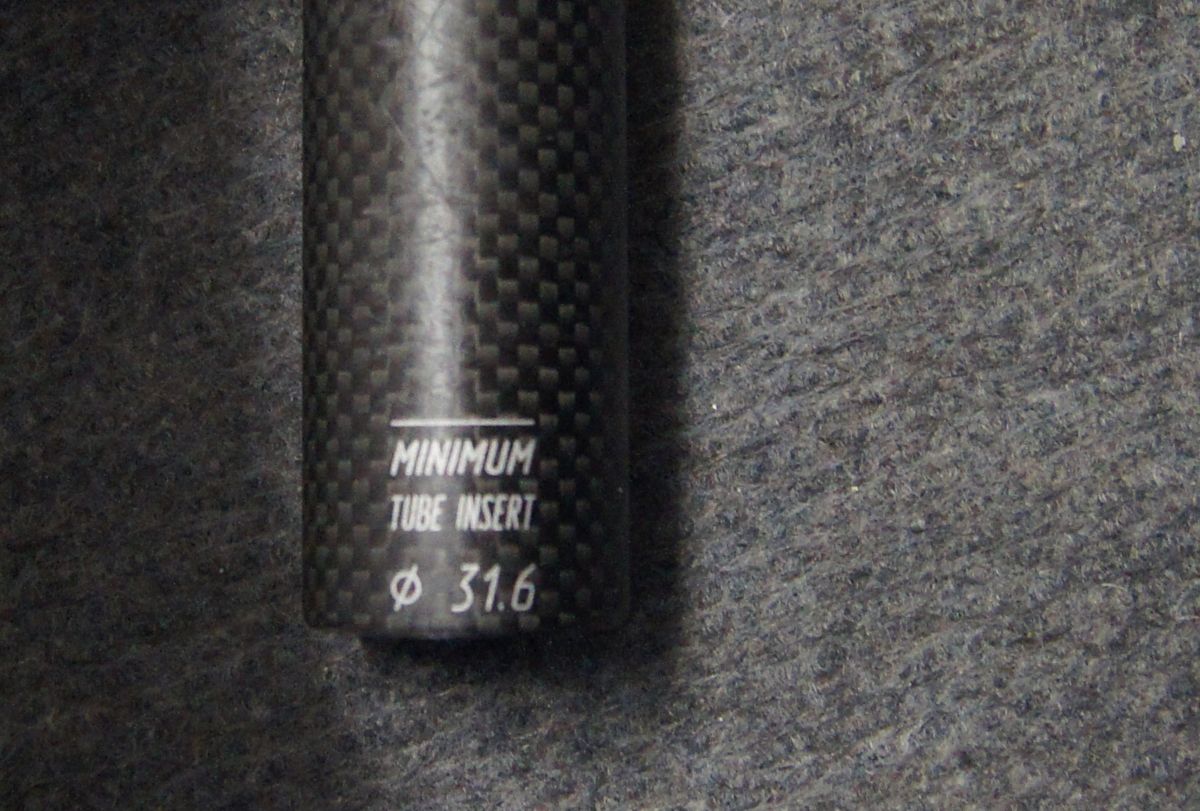 MINIMUM
TUBE INSERT
Ø 31.6